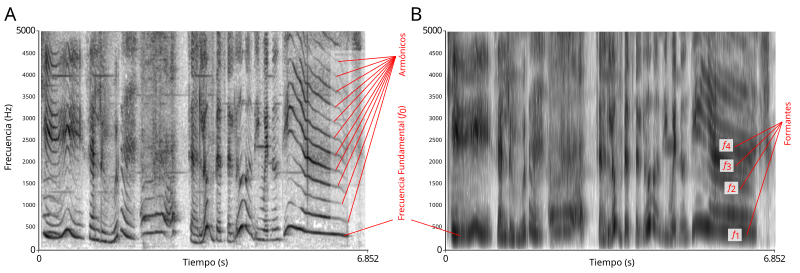 A
B
5000
4500
4000
3500
3000
2500
2000
1500
1000
500
0
Frecuencia (Hz)
0
Tiempo (s)
6.852
Armónicos
Frecuencia Fundamental (f0)
5000
4500
4000
3500
3000
2500
2000
1500
1000
500
0
0
Tiempo (s)
6.852
f4
f3
f2
f1
Formantes